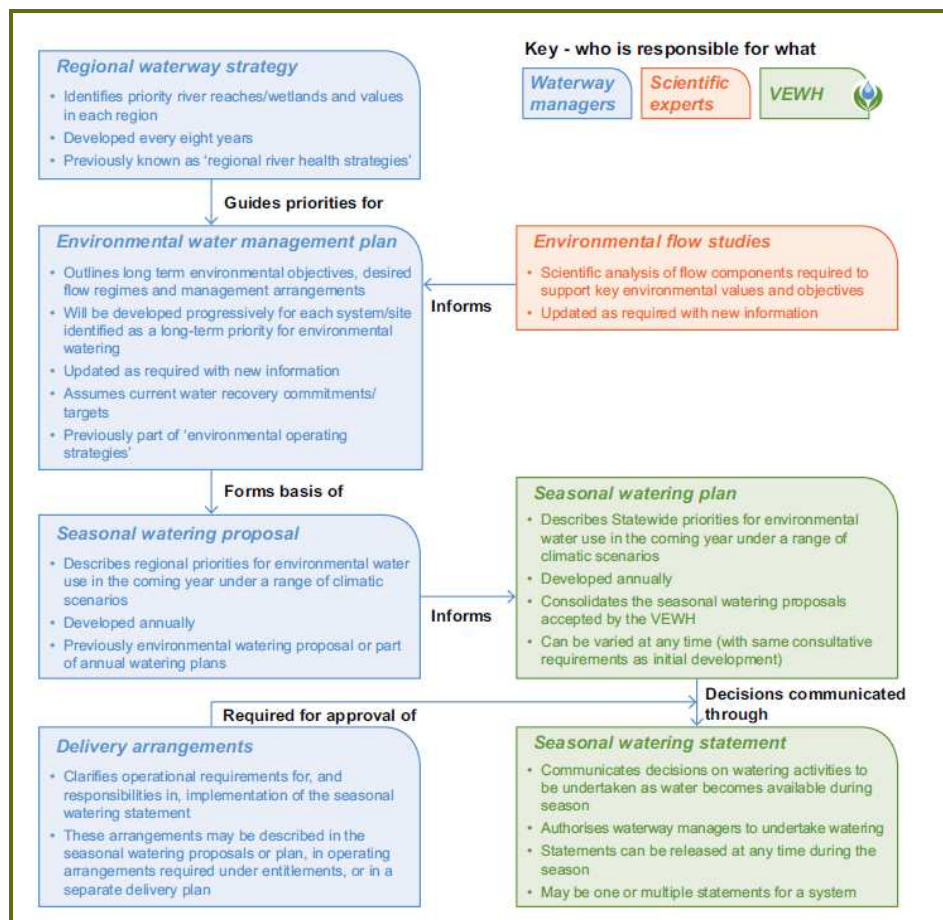 Regional waterway strategy
• Identifies priority river reaches/wetlands and values
in each region
• Developed every eight years
• Previously known as 'regional river health strategies'
Key - who is responsible for what
Waterway
managers
Scientific
experts
VEWH
Guides priorities for
Environmental water management plan
• Outlines long term environmental objectives, desired
flow regimes and management arrangements
• Will be developed progressively for each system/site
identified as a long-term priority for environmental
watering
• Updated as required with new information
• Assumes current water recovery commitments/
targets
• Previously part of 'environmental operating
strategies'
Informs
Environmental flow studies
• Scientific analysis of flow components required to
support key environmental values and objectives
• Updated as required with new information
Forms basis of
Seasonal watering proposal
• Describes regional priorities for environmental water
use in the coming year under a range of climatic
scenarios
• Developed annually
• Previously environmental watering proposal or part
of annual watering plans
Informs
Seasonal watering plan
• Describes Statewide priorities for environmental
water use in the coming year under a range of
climatic scenarios
• Developed annually
• Consolidates the seasonal watering proposals
accepted by the VEWH
• Can be varied at any time (with same consultative
requirements as initial development)
Required for approval of
Decisions communicated
through
Delivery arrangements
• Clarifies operational requirements for, and
responsibilities in, implementation of the seasonal
watering statement
• These arrangements may be described in the
seasonal watering proposals or plan, in operating
arrangements required under entitlements, or in a
separate delivery plan
Seasonal watering statement
• Communicates decisions on watering activities to
be undertaken as water becomes available during
season
• Authorises waterway managers to undertake watering
• Statements can be released at any time during the
season
• May be one or multiple statements for a system